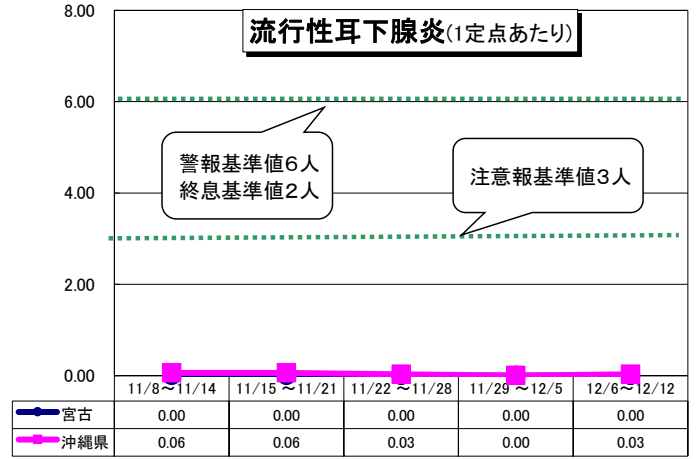 流行性耳下腺炎(1定点あたり)
8.00
6.00
警報基準値6人
終息基準値2人
注意報基準値3人
4.00
2.00
0.00
11/8~11/14 11/15 ~11/21 11/22 ~11/28 11/29 ~12/5 12/6~12/12
宮古 0.00 0.00 0.00 0.00 0.00
沖縄県 0.06 0.06 0.03 0.00 0.03